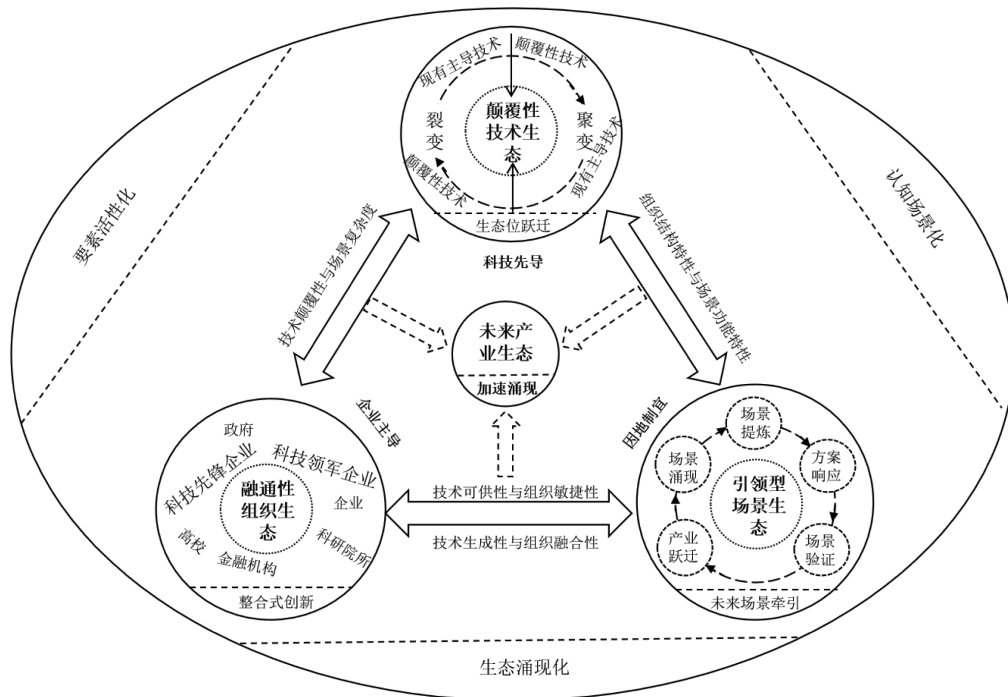 现有主导技术
颠覆性技术
裂变
颠覆性
技术生
态
聚变
颠覆性技术
现有主导技术
生态位跃迁
科技先导
要素活性化
认知场景化
技术颠覆性与场景复杂度
组织结构特性与场景功能特性
未来产
业生态
加速涌现
企业主导
因地制宜
政府
科技先锋企业
科技领军企业
融通性
组织生
态
企业
高校
金融机构
科研院所
整合式创新
技术可供性与组织敏捷性
技术生成性与组织融合性
场景
提炼
方案
响应
场景
验证
产业
跃迁
场景
涌现
引领型
场景生
态
未来场景牵引
生态涌现化